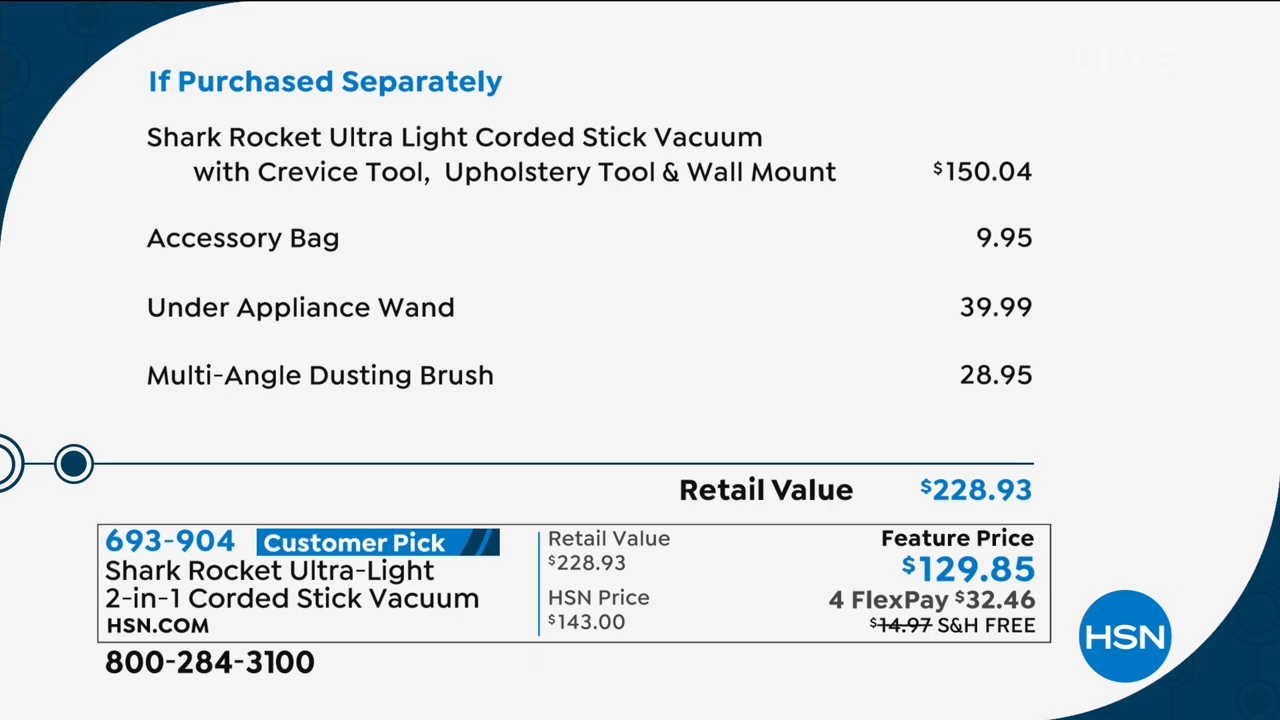 LIVE
If Purchased Separately
Shark Rocket Ultra Light Corded Stick Vacuum
with Crevice Tool, Upholstery Tool & Wall Mount $150.04
Accessory Bag 9.95
Under Appliance Wand 39.99
Multi-Angle Dusting Brush 28.95
Retail Value $228.93
693-904 Customer Pick
Shark Rocket Ultra-Light
2-in-1 Corded Stick Vacuum
HSN.COM
Retail Value
$228.93
HSN Price
$143.00
Feature Price
$129.85
4 FlexPay $32.46
$14.97 S&H FREE
800-284-3100
HSN